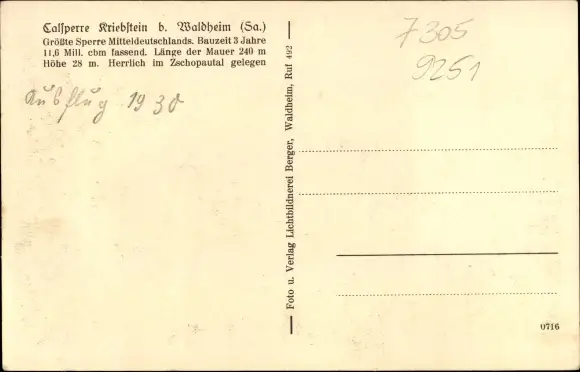 Talsperre Kriebstein b. Waldheim (Sa.)
Größte Sperre Mitteldeutschlands. Bauzeit 3 Jahre
11,6 Mill. cbm fassend. Länge der Mauer 240 m
Höhe 28 m. Herrlich im Zschopautal gelegen
Ausflug 1930
Foto u. Verlag Lichtbildnerei Berger, Waldheim, Ruf 492
7305
9251
0716